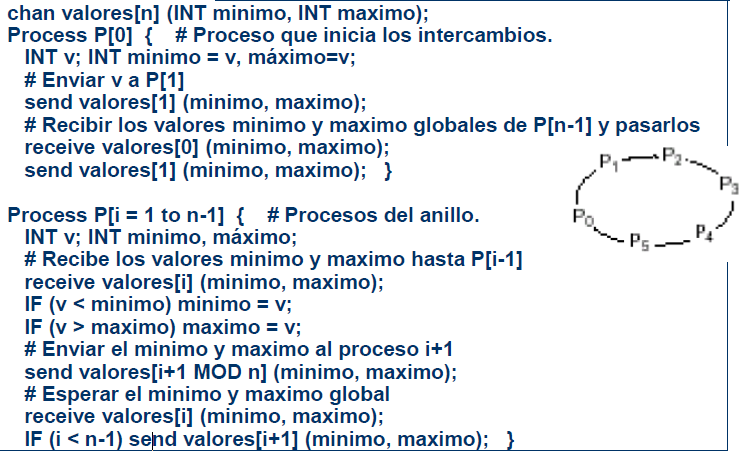 chan valores[n] (INT minimo, INT maximo);
Process P[0] { # Proceso que inicia los intercambios.
INT v; INT minimo = v, máximo=v;
# Enviar v a P[1]
send valores[1] (minimo, maximo);
# Recibir los valores minimo y maximo globales de P[n-1] y pasarlos
receive valores[0] (minimo, maximo);
send valores[1] (minimo, maximo); }
Process P[i = 1 to n-1] { # Procesos del anillo.
INT v; INT minimo, máximo;
# Recibe los valores minimo y maximo hasta P[i-1]
receive valores[i] (minimo, maximo);
IF (v < minimo) minimo = v;
IF (v > maximo) maximo = v;
# Enviar el minimo y maximo al proceso i+1
send valores[i+1 MOD n] (minimo, maximo);
# Esperar el minimo y maximo global
receive valores[i] (minimo, maximo);
IF (i < n-1) send valores[i+1] (minimo, maximo); }
P1
P2
P3
P0
P5
P4